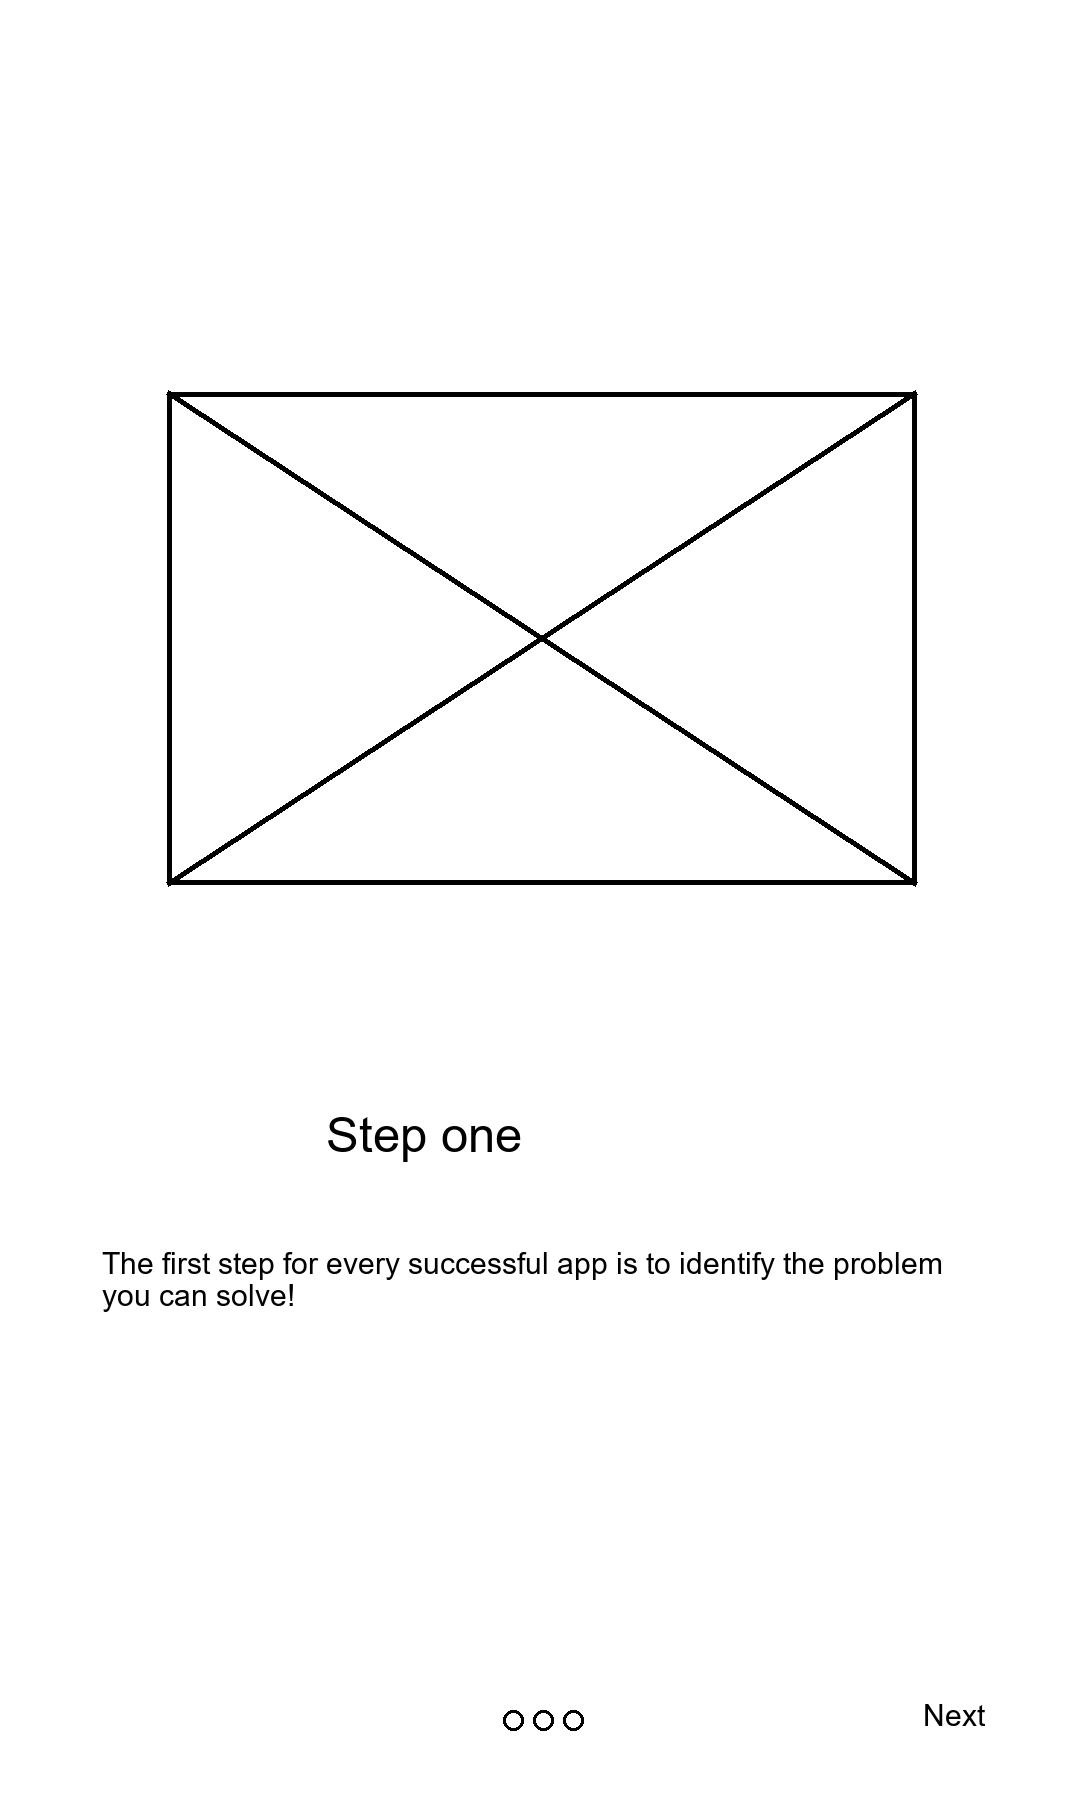 Step one
The first step for every successful app is to identify the problem
you can solve!
Next